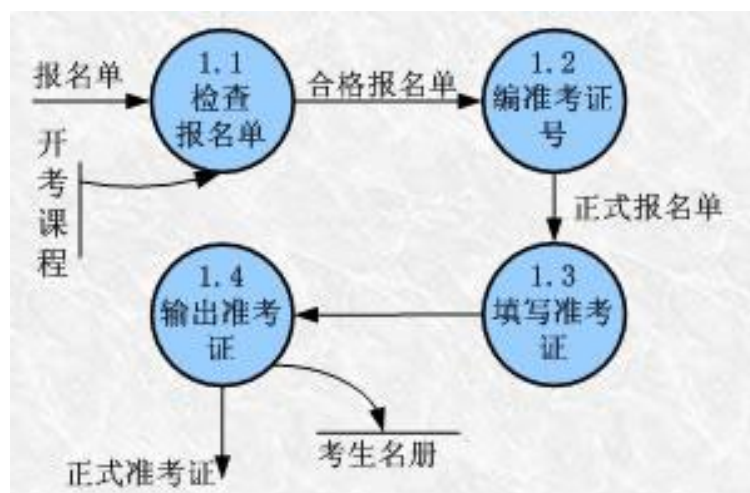 报名单
1.1
检查
报名单
合格报名单
1.2
编准考证
号
开
考
课
程
正式报名单
1.4
输出准考
证
1.3
填写准考
证
考生名册
正式准考证